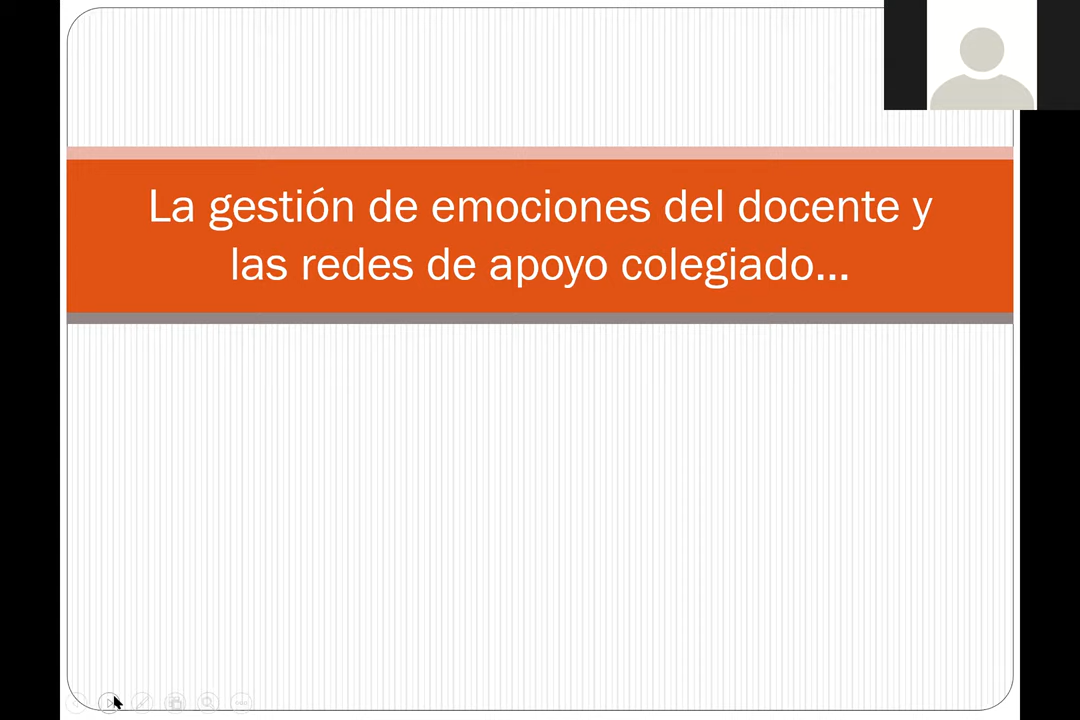 La gestión de emociones del docente y
las redes de apoyo colegiado...